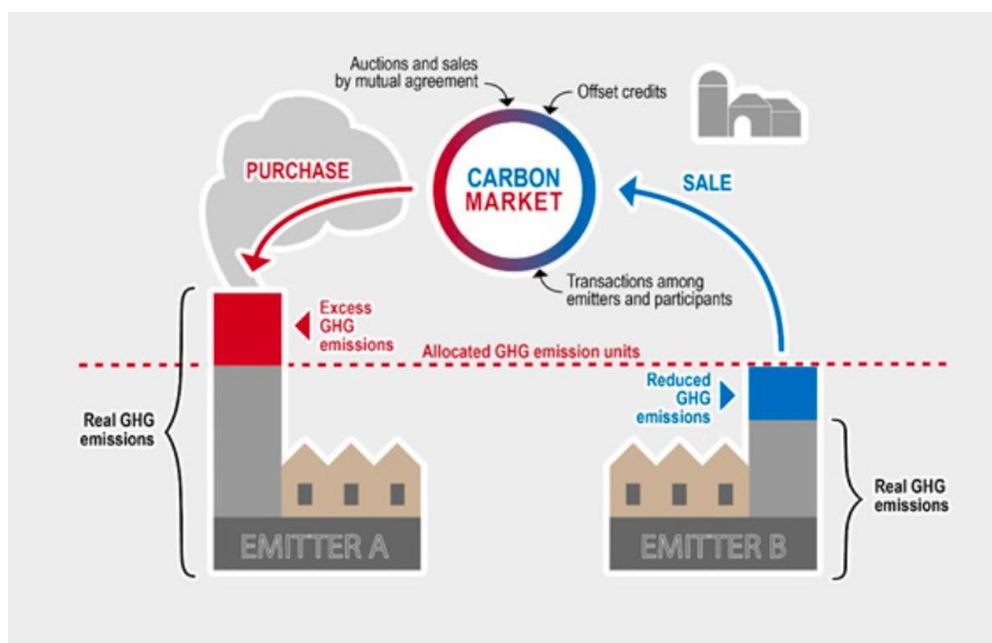 Auctions and sales
by mutual agreement
Offset credits
PURCHASE
CARBON
MARKET
SALE
Transactions among
emitters and participants
Excess
GHG
emissions
Allocated GHG emission units
Reduced
GHG
emissions
Real GHG
emissions
Real GHG
emissions
EMITTER A
EMITTER B